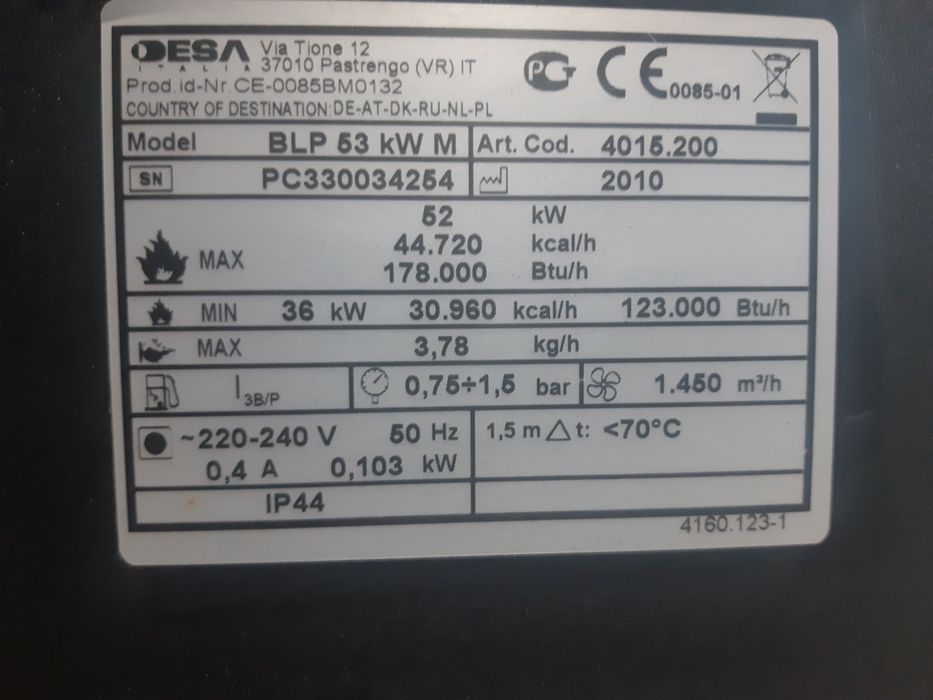 DESA Via Tione 12
ITALIA 37010 Pastrengo (VR) IT
Prod.id-Nr.CE-0085BM0132
COUNTRY OF DESTINATION:DE-AT-DK-RU-NL-PL
PG CE 0085-01
Model BLP 53 kW M Art. Cod. 4015.200
SN PC330034254 2010
52 kW
MAX 44.720 kcal/h
178.000 Btu/h
MIN 36 kW 30.960 kcal/h 123.000 Btu/h
MAX 3,78 kg/h
I3B/P 0,75÷1,5 bar 1.450 m³/h
~220-240 V 50 Hz 1,5 m △ t: <70°C
0,4 A 0,103 kW
IP44
4160.123-1